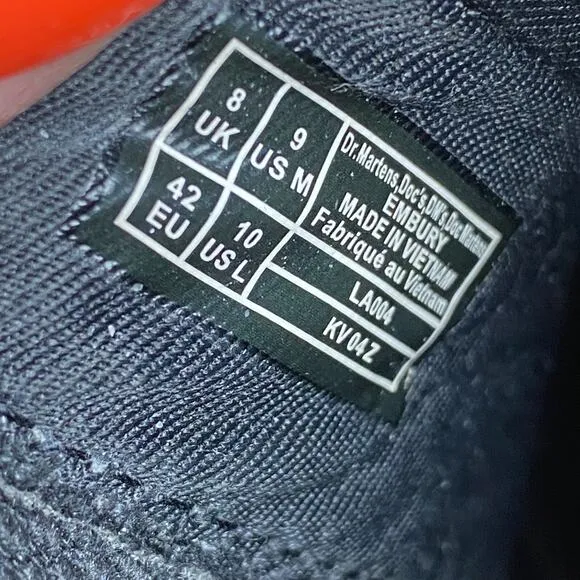 8
UK
9
US M
42
EU
10
US L
Dr.Martens,Doc's,DM's,Doc Martens
EMBURY
MADE IN VIETNAM
Fabriqué au Vietnam
LA004
KV04Z